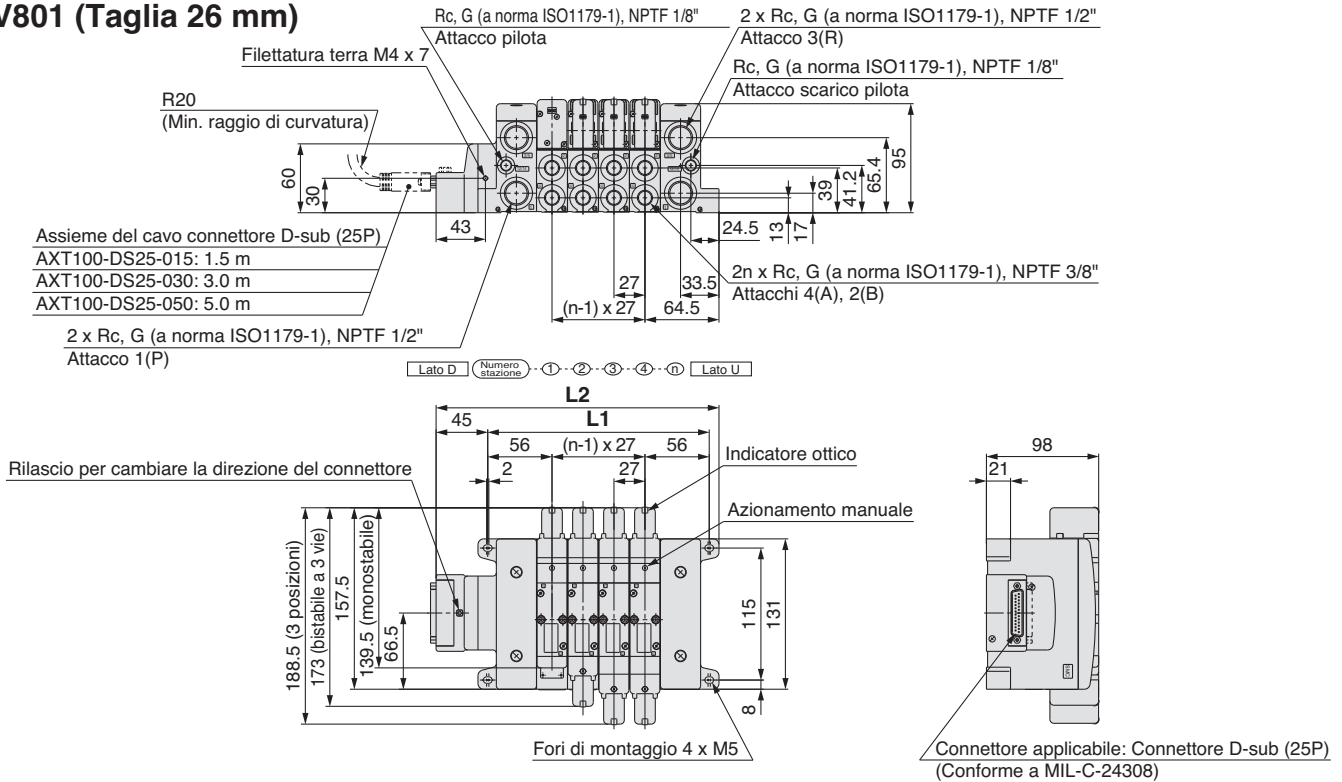 V801 (Taglia 26 mm)
Rc, G (a norma ISO1179-1), NPTF 1/8"
Attacco pilota
2 x Rc, G (a norma ISO1179-1), NPTF 1/2"
Attacco 3(R)
Filettatura terra M4 x 7
Rc, G (a norma ISO1179-1), NPTF 1/8"
Attacco scarico pilota
R20
(Min. raggio di curvatura)
60
30
43
95
65.4
41.2
39
17
13
24.5
33.5
64.5
27
(n-1) x 27
Assieme del cavo connettore D-sub (25P)
AXT100-DS25-015: 1.5 m
AXT100-DS25-030: 3.0 m
AXT100-DS25-050: 5.0 m
2n x Rc, G (a norma ISO1179-1), NPTF 3/8"
Attacchi 4(A), 2(B)
2 x Rc, G (a norma ISO1179-1), NPTF 1/2"
Attacco 1(P)
Lato D Numero stazione 1 2 3 4 n Lato U
L2
45 L1
56 (n-1) x 27 56
2 27
Rilascio per cambiare la direzione del connettore
Indicatore ottico
Azionamento manuale
188.5 (3 posizioni)
173 (bistabile a 3 vie)
157.5
139.5 (monostabile)
66.5
115
131
8
Fori di montaggio 4 x M5
98
21
Connettore applicabile: Connettore D-sub (25P)
(Conforme a MIL-C-24308)